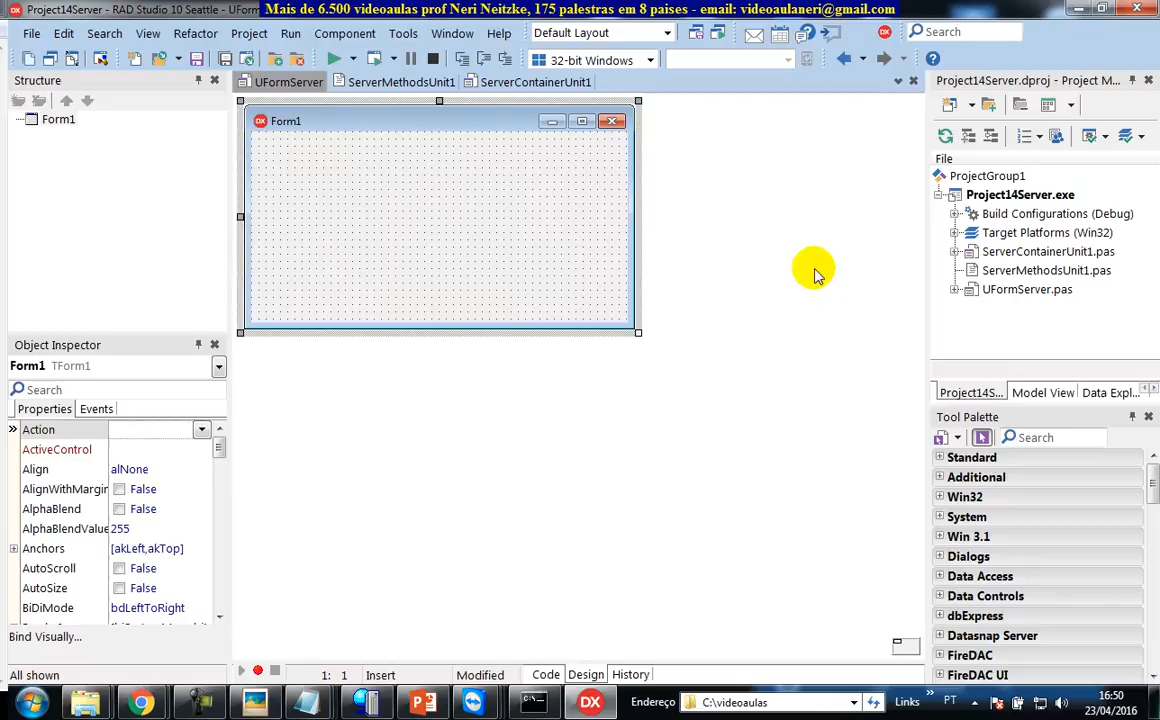 Project14Server - RAD Studio 10 Seattle - UForm
Mais de 6.500 videoaulas prof Neri Neitzke, 175 palestras em 8 paises - email: videoaulaneri@gmail.com
File Edit Search View Refactor Project Run Component Tools Window Help
Default Layout
Search
32-bit Windows
Structure
UFormServer ServerMethodsUnit1 ServerContainerUnit1
Project14Server.dproj - Project M...
Form1
Form1
File
ProjectGroup1
Project14Server.exe
Build Configurations (Debug)
Target Platforms (Win32)
ServerContainerUnit1.pas
ServerMethodsUnit1.pas
UFormServer.pas
Object Inspector
Form1 TForm1
Search
Properties Events
Action
ActiveControl
Align alNone
AlignWithMargin False
AlphaBlend False
AlphaBlendValue 255
Anchors [akLeft,akTop]
AutoScroll False
AutoSize False
BiDiMode bdLeftToRight
Bind Visually...
All shown
Project14S... Model View Data Expl...
Tool Palette
Search
Standard
Additional
Win32
System
Win 3.1
Dialogs
Data Access
Data Controls
dbExpress
Datasnap Server
FireDAC
FireDAC UI
1: 1 Insert Modified Code Design History
DX
Endereço C:\videoaulas
Links
PT
16:50
23/04/2016